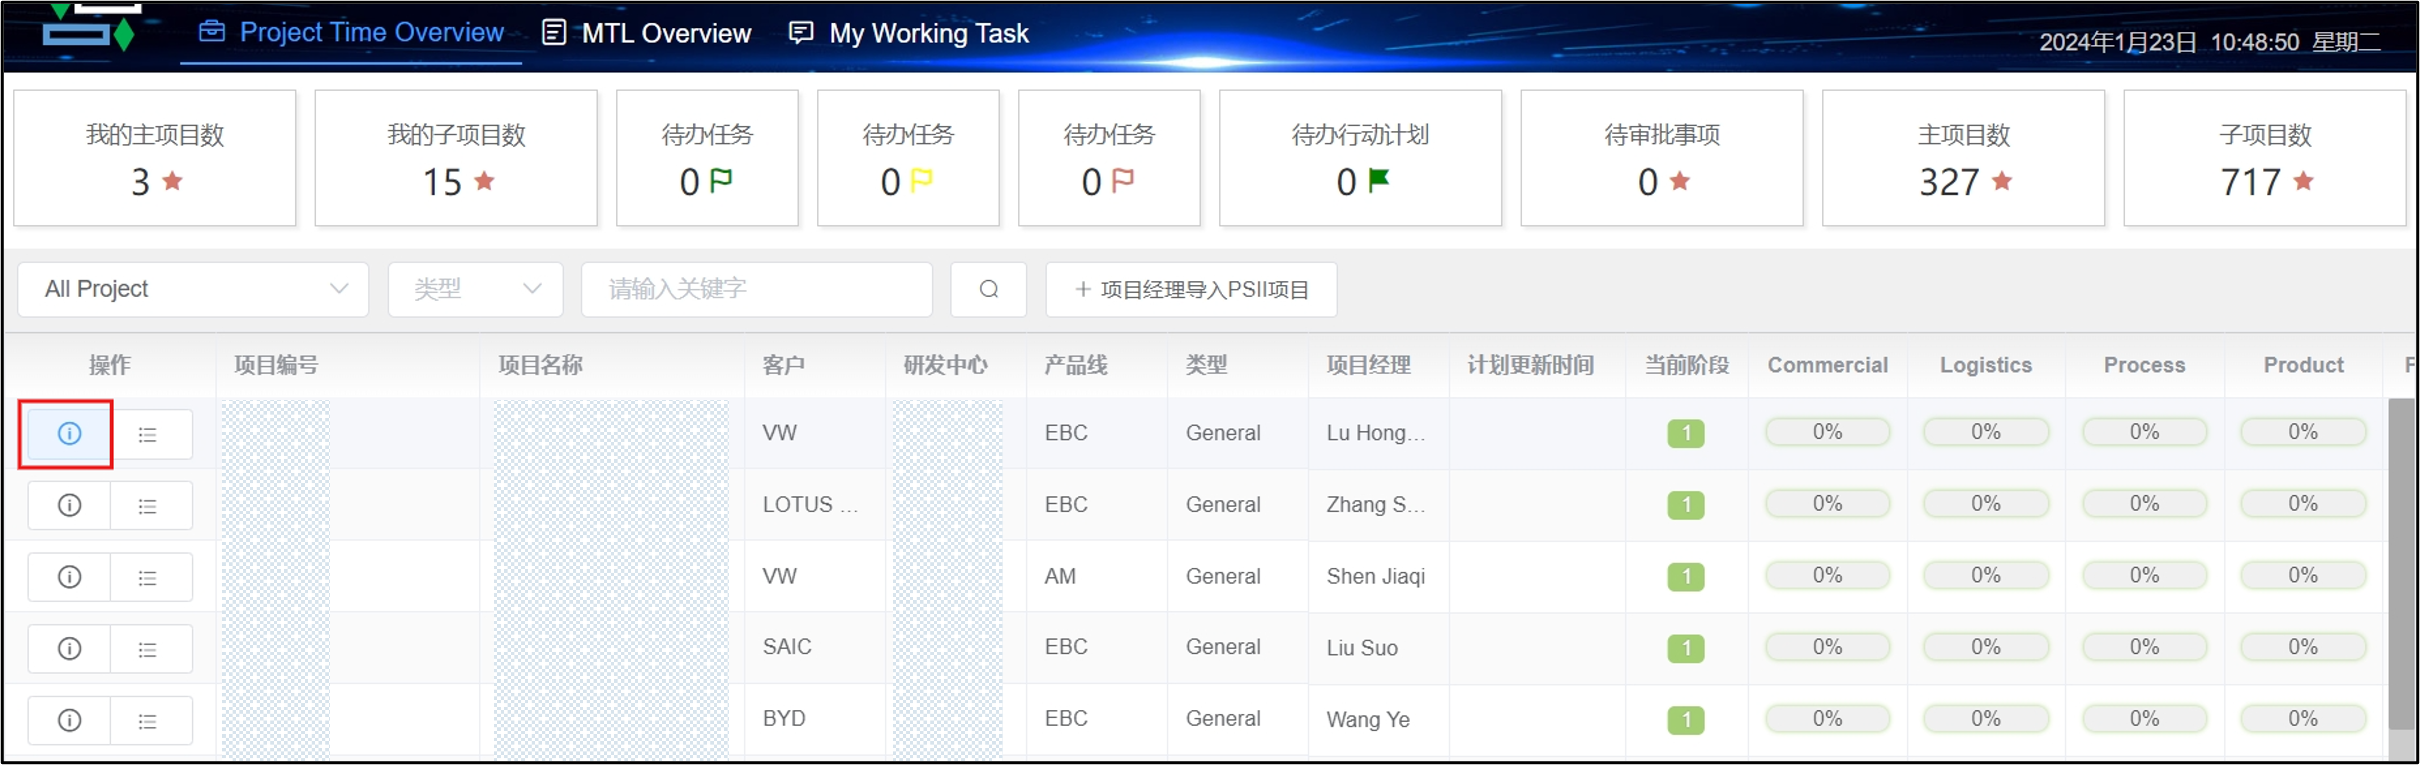 Project Time Overview MTL Overview My Working Task 2024年1月23日 10:48:50 星期二
我的主项目数 我的子项目数 待办任务 待办任务 待办任务 待办行动计划 待审批事项 主项目数 子项目数
3 15 0 0 0 0 0 327 717
All Project 类型 请输入关键字 + 项目经理导入PSII项目
操作 项目编号 项目名称 客户 研发中心 产品线 类型 项目经理 计划更新时间 当前阶段 Commercial Logistics Process Product
VW EBC General Lu Hong... 1 0% 0% 0% 0%
LOTUS ... EBC General Zhang S... 1 0% 0% 0% 0%
VW AM General Shen Jiaqi 1 0% 0% 0% 0%
SAIC EBC General Liu Suo 1 0% 0% 0% 0%
BYD EBC General Wang Ye 1 0% 0% 0% 0%